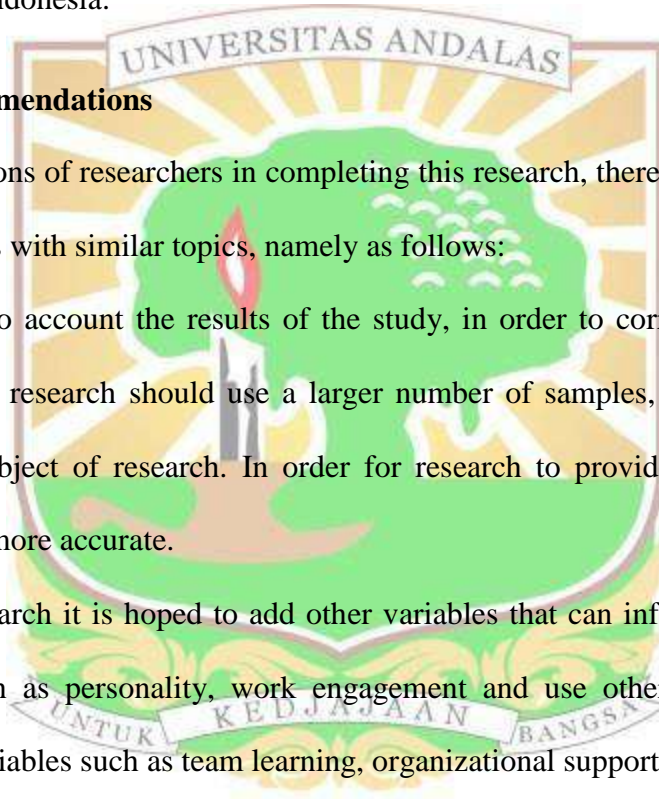 ndonesia.
UNIVERSITAS ANDALAS
mendations
ons of researchers in completing this research, there
with similar topics, namely as follows:
o account the results of the study, in order to cor
research should use a larger number of samples,
bject of research. In order for research to provid
more accurate.
arch it is hoped to add other variables that can inf
as personality, work engagement and use other
UNTUK KEDJAJAAN BANGSA
iables such as team learning, organizational support